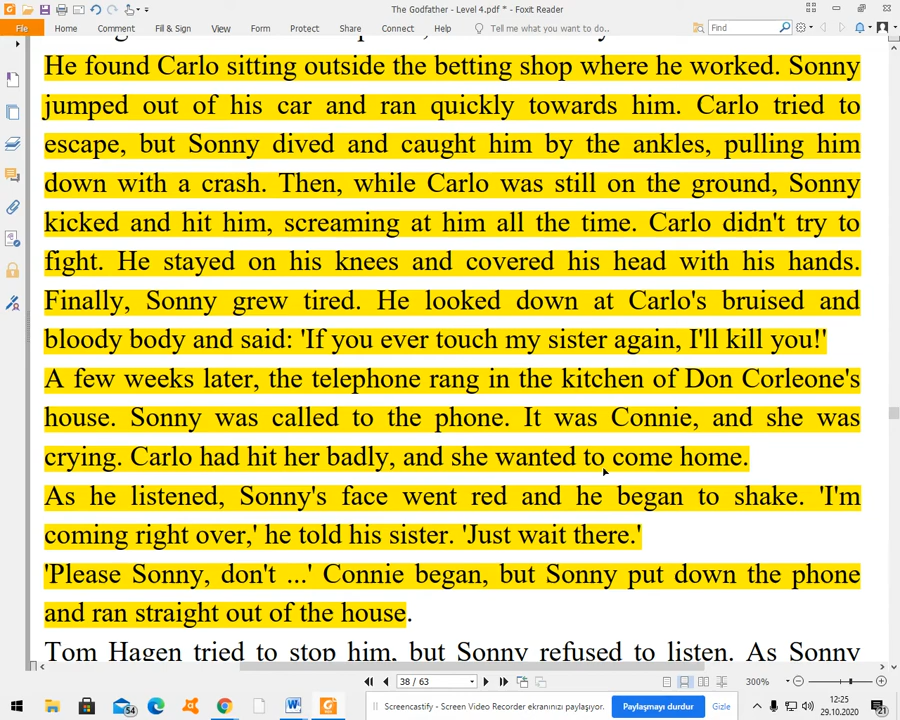 The Godfather - Level 4.pdf * - Foxit Reader
File
Home
Comment
Fill & Sign
View
Form
Protect
Share
Connect
Help
Tell me what you want to do...
Find
He found Carlo sitting outside the betting shop where he worked. Sonny
jumped out of his car and ran quickly towards him. Carlo tried to
escape, but Sonny dived and caught him by the ankles, pulling him
down with a crash. Then, while Carlo was still on the ground, Sonny
kicked and hit him, screaming at him all the time. Carlo didn't try to
fight. He stayed on his knees and covered his head with his hands.
Finally, Sonny grew tired. He looked down at Carlo's bruised and
bloody body and said: 'If you ever touch my sister again, I'll kill you!'
A few weeks later, the telephone rang in the kitchen of Don Corleone's
house. Sonny was called to the phone. It was Connie, and she was
crying. Carlo had hit her badly, and she wanted to come home.
As he listened, Sonny's face went red and he began to shake. 'I'm
coming right over,' he told his sister. 'Just wait there.'
'Please Sonny, don't ...' Connie began, but Sonny put down the phone
and ran straight out of the house.
Tom Hagen tried to stop him, but Sonny refused to listen. As Sonny
38 / 63
300%
54
Screencastify - Screen Video Recorder ekranınızı paylaşıyor.
Paylaşmayı durdur
Gizle
12:25
29.10.2020
21